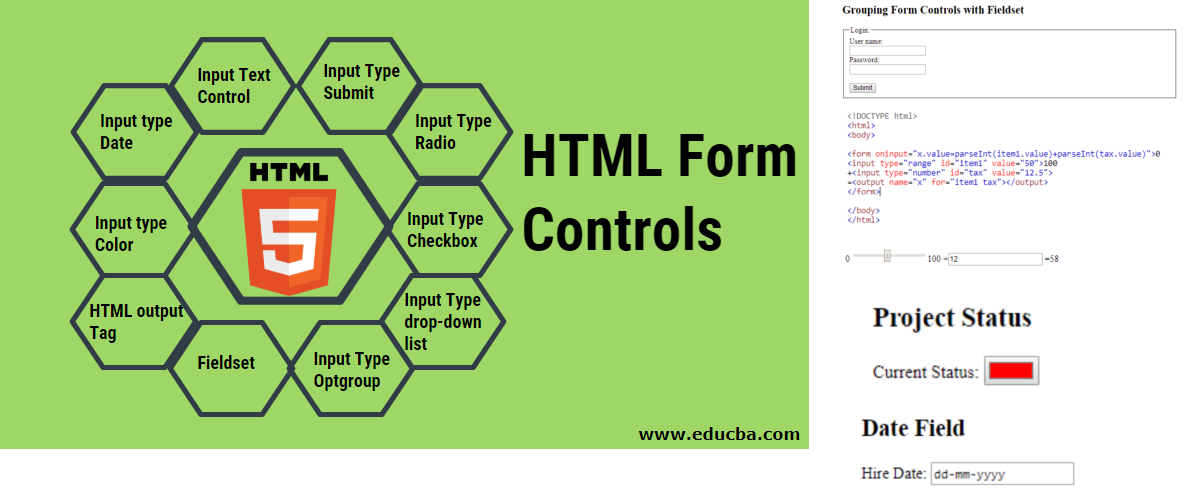 Input Text
Control
Input Type
Submit
Input type
Date
Input Type
Radio
HTML
5
Input type
Color
Input Type
Checkbox
HTML output
Tag
Input Type
drop-down
list
Fieldset
Input Type
Optgroup
HTML Form
Controls
www.educba.com
Grouping Form Controls with Fieldset
Login:
User name:
Password:
Submit
<!DOCTYPE html>
<html>
<body>
<form oninput="x.value=parseInt(item1.value)+parseInt(tax.value)">0
<input type="range" id="item1" value="50">100
+<input type="number" id="tax" value="12.5">
=<output name="x" for="item1 tax"></output>
</form>
</body>
</html>
0 100 +12 =58
Project Status
Current Status:
Date Field
Hire Date: dd-mm-yyyy